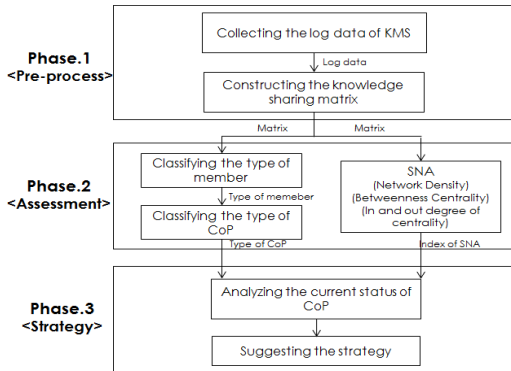 Phase.1
<Pre-process>
Collecting the log data of KMS
Log data
Constructing the knowledge
sharing matrix
Matrix
Matrix
Phase.2
<Assessment>
Classifying the type of
member
Type of memeber
Classifying the type of
CoP
Type of CoP
SNA
(Network Density)
(Betweenness Centrality)
(In and out degree of
centrality)
Index of SNA
Phase.3
<Strategy>
Analyzing the current status of
CoP
Suggesting the strategy